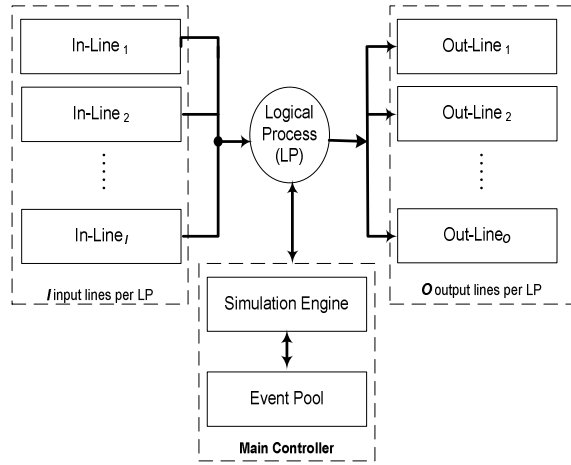 In-Line 1
In-Line 2
In-Line I
I input lines per LP
Logical
Process
(LP)
Out-Line 1
Out-Line 2
Out-Line O
O output lines per LP
Simulation Engine
Event Pool
Main Controller